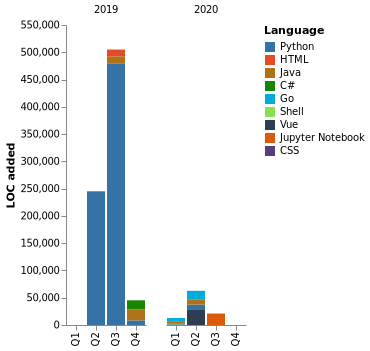 2019
2020
LOC added
550,000
500,000
450,000
400,000
350,000
300,000
250,000
200,000
150,000
100,000
50,000
0
Q1
Q2
Q3
Q4
Q1
Q2
Q3
Q4
Language
Python
HTML
Java
C#
Go
Shell
Vue
Jupyter Notebook
CSS